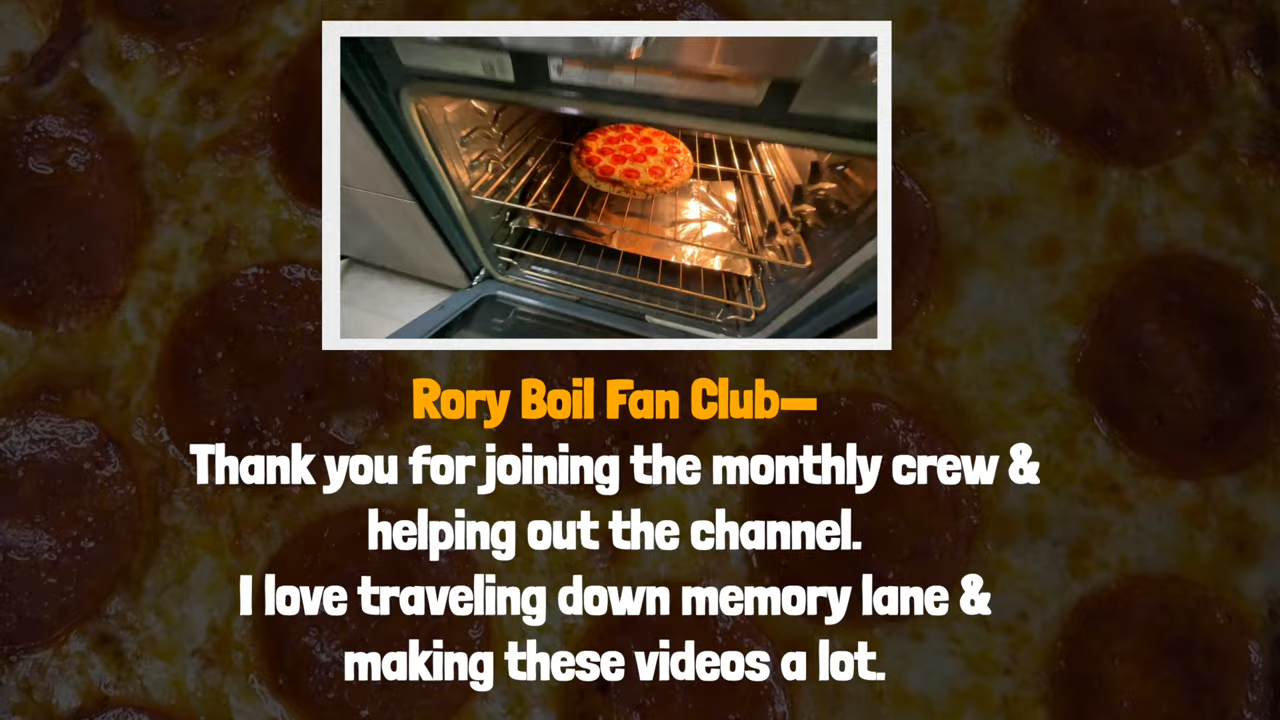 Rory Boil Fan Club—
Thank you for joining the monthly crew &
helping out the channel.
I love traveling down memory lane &
making these videos a lot.